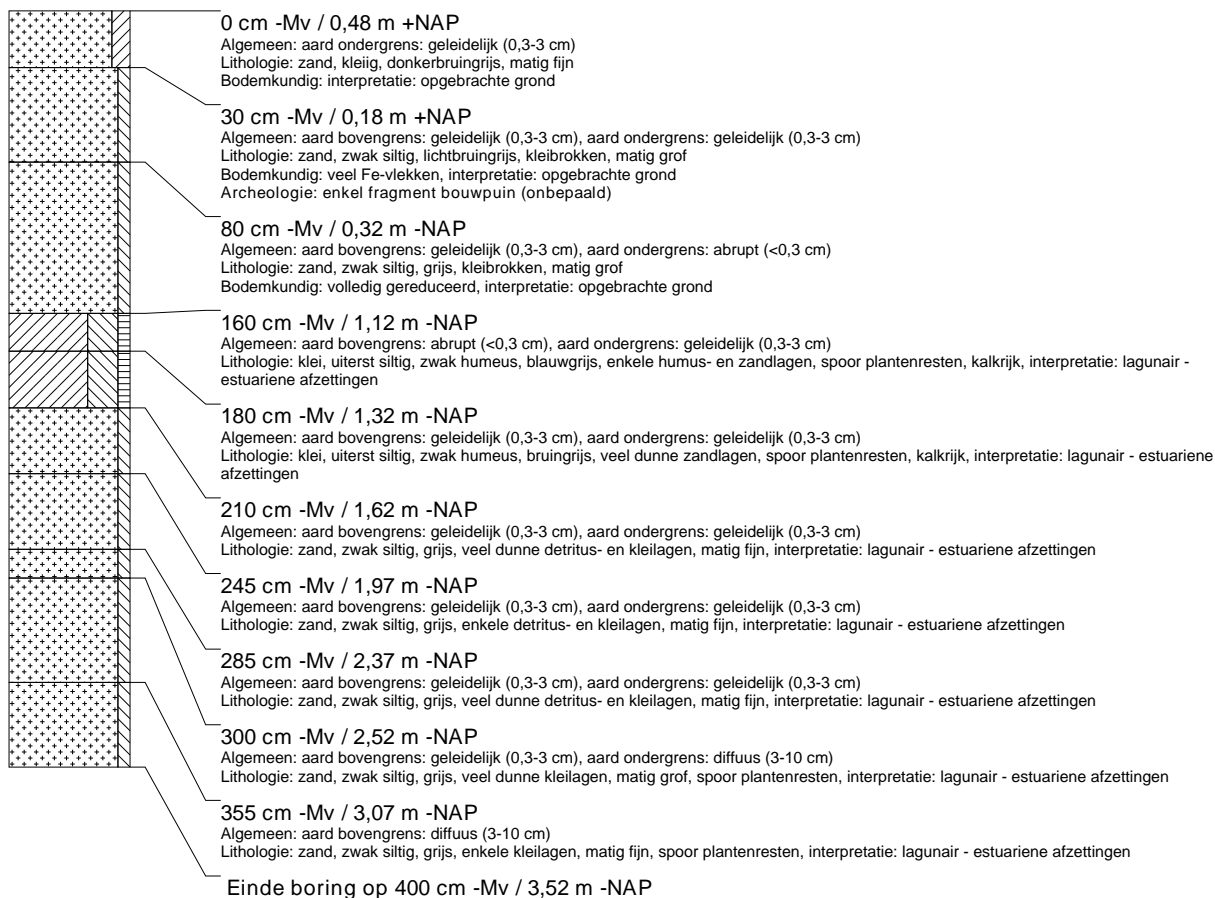 0 cm -Mv / 0,48 m +NAP
Algemeen: aard ondergrens: geleidelijk (0,3-3 cm)
Lithologie: zand, kleiig, donkerbruingrijs, matig fijn
Bodemkundig: interpretatie: opgebrachte grond
30 cm -Mv / 0,18 m +NAP
Algemeen: aard bovengrens: geleidelijk (0,3-3 cm), aard ondergrens: geleidelijk (0,3-3 cm)
Lithologie: zand, zwak siltig, lichtbruingrijs, kleibrokken, matig grof
Bodemkundig: veel Fe-vlekken, interpretatie: opgebrachte grond
Archeologie: enkel fragment bouwpuin (onbepaald)
80 cm -Mv / 0,32 m -NAP
Algemeen: aard bovengrens: geleidelijk (0,3-3 cm), aard ondergrens: abrupt (<0,3 cm)
Lithologie: zand, zwak siltig, grijs, kleibrokken, matig grof
Bodemkundig: volledig gereduceerd, interpretatie: opgebrachte grond
160 cm -Mv / 1,12 m -NAP
Algemeen: aard bovengrens: abrupt (<0,3 cm), aard ondergrens: geleidelijk (0,3-3 cm)
Lithologie: klei, uiterst siltig, zwak humeus, blauwgrijs, enkele humus- en zandlagen, spoor plantenresten, kalkrijk, interpretatie: lagunair -
estuariene afzettingen
180 cm -Mv / 1,32 m -NAP
Algemeen: aard bovengrens: geleidelijk (0,3-3 cm), aard ondergrens: geleidelijk (0,3-3 cm)
Lithologie: klei, uiterst siltig, zwak humeus, bruingrijs, veel dunne zandlagen, spoor plantenresten, kalkrijk, interpretatie: lagunair - estuariene
afzettingen
210 cm -Mv / 1,62 m -NAP
Algemeen: aard bovengrens: geleidelijk (0,3-3 cm), aard ondergrens: geleidelijk (0,3-3 cm)
Lithologie: zand, zwak siltig, grijs, veel dunne detritus- en kleilagen, matig fijn, interpretatie: lagunair - estuariene afzettingen
245 cm -Mv / 1,97 m -NAP
Algemeen: aard bovengrens: geleidelijk (0,3-3 cm), aard ondergrens: geleidelijk (0,3-3 cm)
Lithologie: zand, zwak siltig, grijs, enkele detritus- en kleilagen, matig fijn, interpretatie: lagunair - estuariene afzettingen
285 cm -Mv / 2,37 m -NAP
Algemeen: aard bovengrens: geleidelijk (0,3-3 cm), aard ondergrens: geleidelijk (0,3-3 cm)
Lithologie: zand, zwak siltig, grijs, veel dunne detritus- en kleilagen, matig fijn, interpretatie: lagunair - estuariene afzettingen
300 cm -Mv / 2,52 m -NAP
Algemeen: aard bovengrens: geleidelijk (0,3-3 cm), aard ondergrens: diffuus (3-10 cm)
Lithologie: zand, zwak siltig, grijs, veel dunne kleilagen, matig grof, spoor plantenresten, interpretatie: lagunair - estuariene afzettingen
355 cm -Mv / 3,07 m -NAP
Algemeen: aard bovengrens: diffuus (3-10 cm)
Lithologie: zand, zwak siltig, grijs, enkele kleilagen, matig fijn, spoor plantenresten, interpretatie: lagunair - estuariene afzettingen
Einde boring op 400 cm -Mv / 3,52 m -NAP